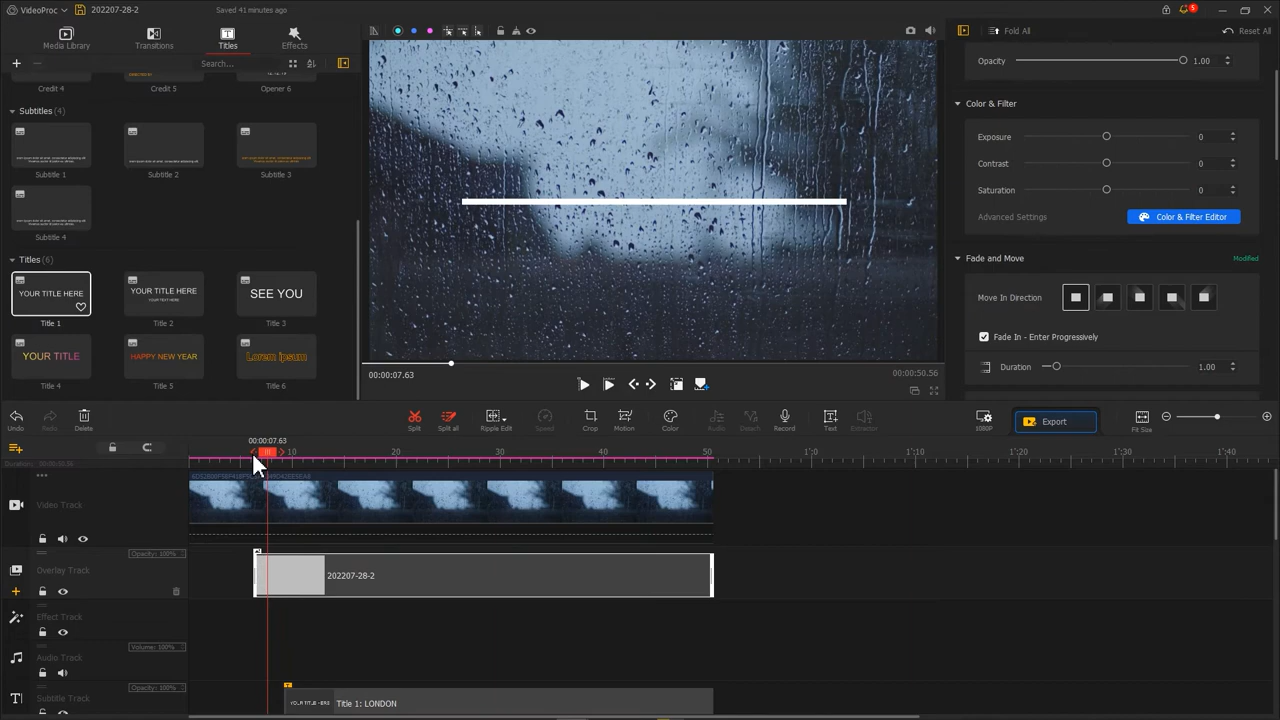 VideoProc
202207-28-2
Saved 41 minutes ago
5
Media Library
Transitions
Titles
Effects
Fold All
Reset All
Search...
Opacity
1.00
Credit 4
Credit 5
Opener 6
Color & Filter
Subtitles (4)
Exposure
0
Contrast
0
Saturation
0
Subtitle 1
Subtitle 2
Subtitle 3
Advanced Settings
Color & Filter Editor
Subtitle 4
Titles (6)
Fade and Move
Modified
YOUR TITLE HERE
YOUR TITLE HERE
YOUR TEXT HERE
SEE YOU
Move In Direction
Title 1
Title 2
Title 3
Fade In - Enter Progressively
YOUR TITLE
HAPPY NEW YEAR
Lorem ipsum
Duration
1.00
00:00:07.63
00:00:50.56
Title 4
Title 5
Title 6
Undo
Redo
Delete
Split
Split all
Ripple Edit
Speed
Crop
Motion
Color
Audio
Detach
Record
Text
1080P
Export
Fit Size
00:00:07.63
10
20
30
40
50
1:0
1:10
1:20
1:30
1:40
Video Track
Opacity: 100%
Overlay Track
202207-28-2
Effect Track
Volume: 100%
Audio Track
Opacity: 100%
Subtitle Track
Title 1: LONDON